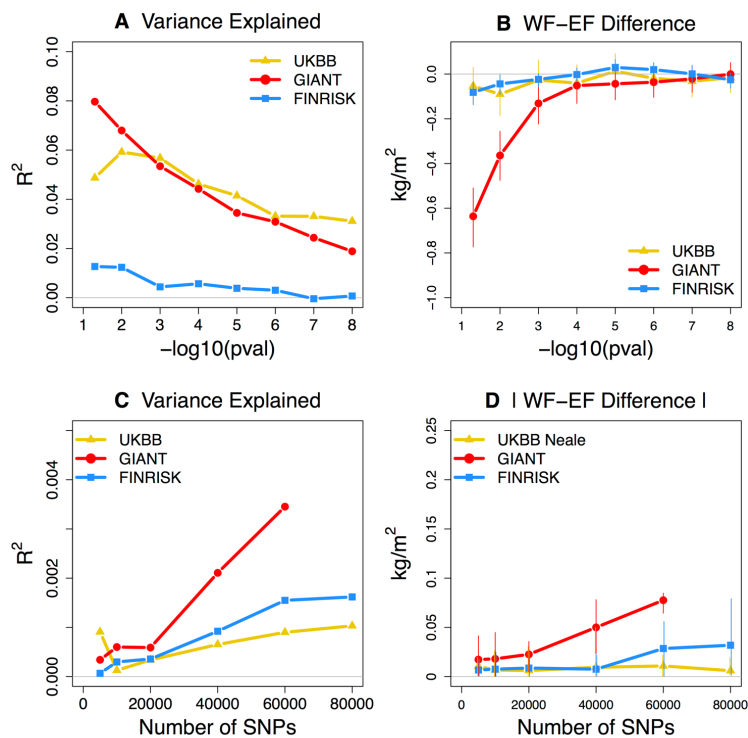 A Variance Explained
UKBB
GIANT
FINRISK
0.00 0.02 0.04 0.06 0.08 0.10
R²
1 2 3 4 5 6 7 8
−log10(pval)
B WF−EF Difference
0.0
−0.2
−0.4
−0.6
−0.8
−1.0
kg/m²
UKBB
GIANT
FINRISK
1 2 3 4 5 6 7 8
−log10(pval)
C Variance Explained
UKBB
GIANT
FINRISK
0.000 0.002 0.004
R²
0 20000 40000 60000 80000
Number of SNPs
D | WF−EF Difference |
UKBB Neale
GIANT
FINRISK
0.25
0.2
0.15
0.1
0.05
0
kg/m²
0 20000 40000 60000 80000
Number of SNPs